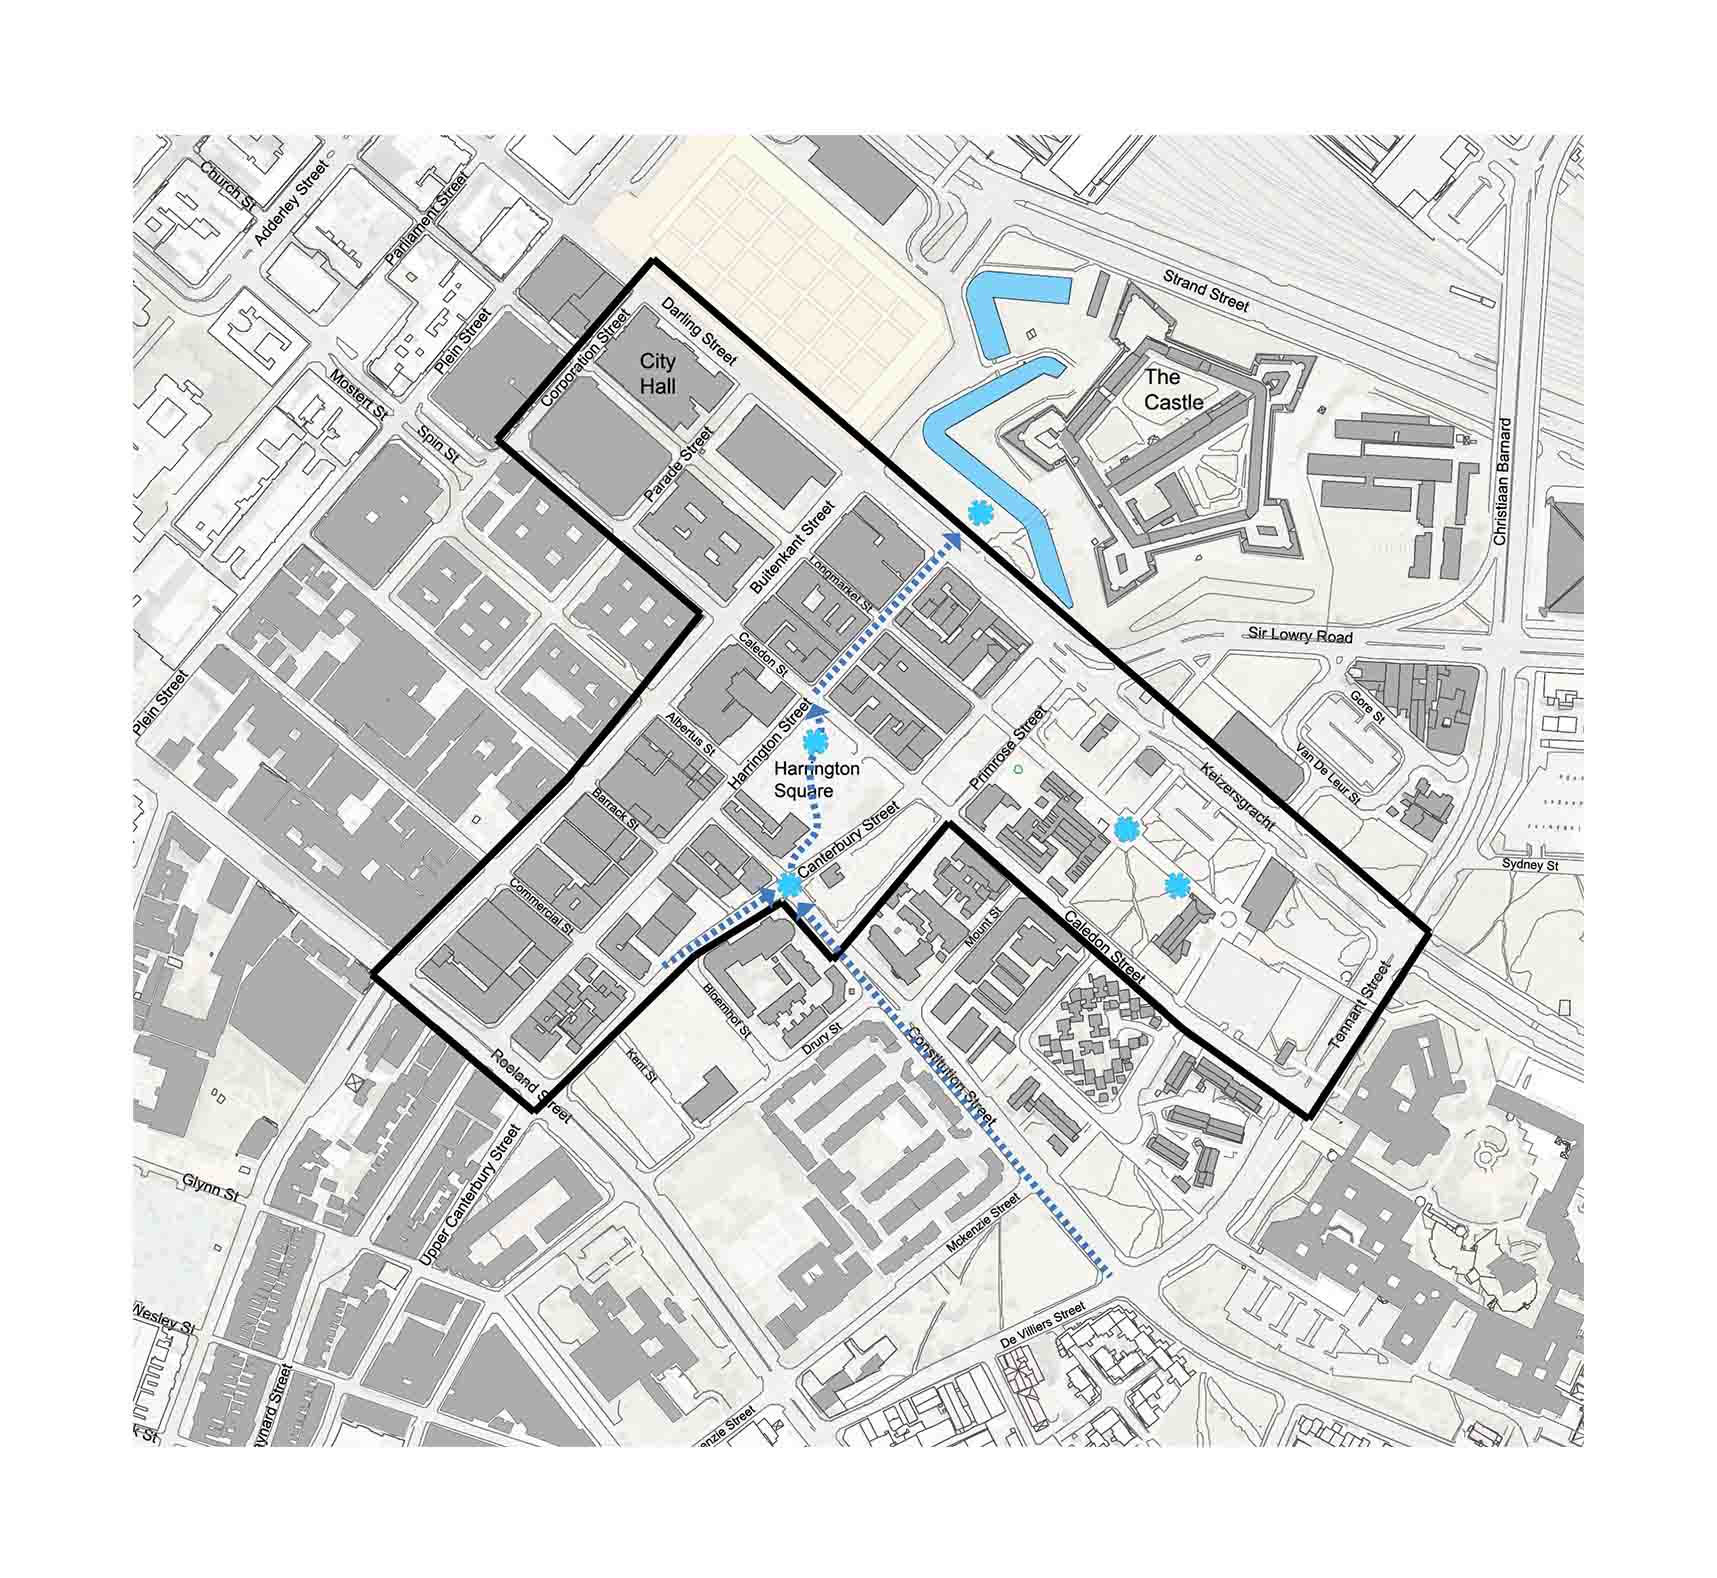 Church St
Adderley Street
Parliament Street
Strand Street
Plein Street
Corporation Street
Darling Street
City
Hall
The
Castle
Mostert St
Spin St
Parade Street
Christiaan Barnard
Buitenkant Street
Longmarket St
Caledon St
Sir Lowry Road
Plein Street
Albertus St
Harrington Street
Primrose Street
Gore St
Van De Leur St
Harrington
Square
Keizersgracht
Barrack St
Canterbury Street
Sydney St
Commercial St
Mount St
Caledon Street
Tennant Street
Bloemhof St
Drury St
Constitution Street
Roeland Street
Kent St
Upper Canterbury Street
Glynn St
Mckenzie Street
Wesley St
De Villiers Street